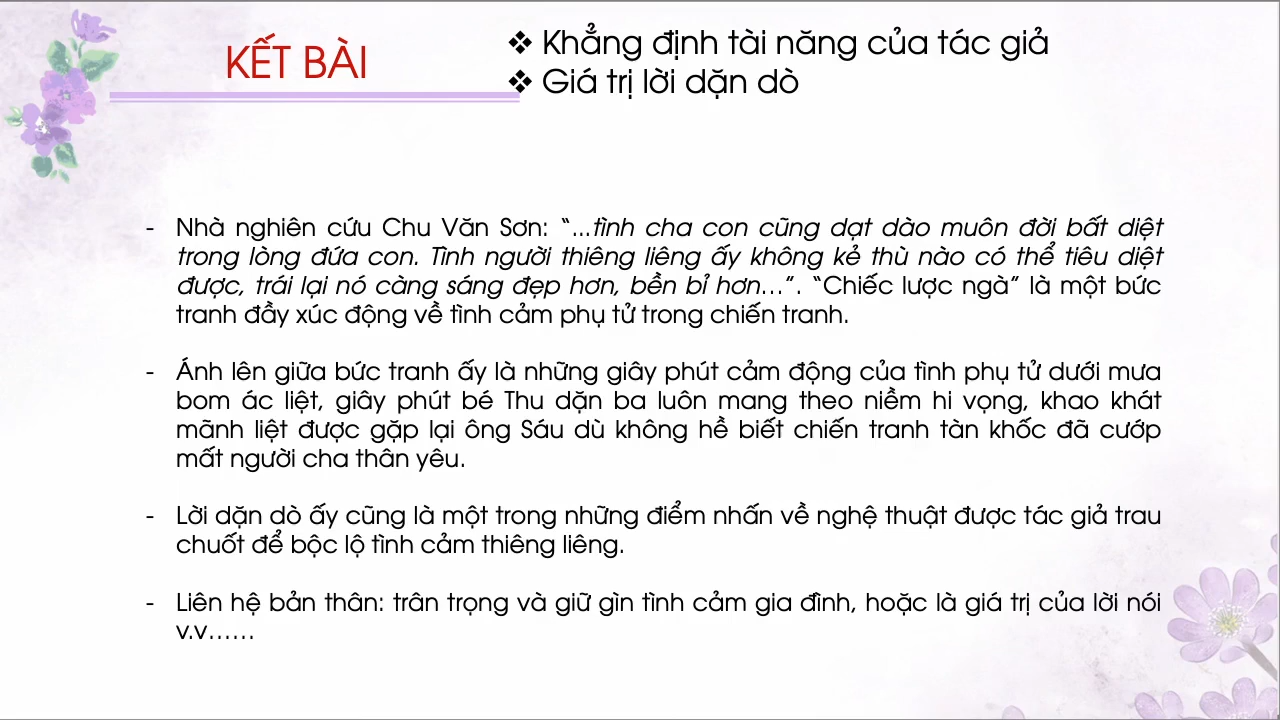 KẾT BÀI
❖ Khẳng định tài năng của tác giả
❖ Giá trị lời dặn dò
- Nhà nghiên cứu Chu Văn Sơn: “...tình cha con cũng dạt dào muôn đời bất diệt
trong lòng đứa con. Tình người thiêng liêng ấy không kẻ thù nào có thể tiêu diệt
được, trái lại nó càng sáng đẹp hơn, bền bỉ hơn…”. “Chiếc lược ngà” là một bức
tranh đầy xúc động về tình cảm phụ tử trong chiến tranh.
- Ánh lên giữa bức tranh ấy là những giây phút cảm động của tình phụ tử dưới mưa
bom ác liệt, giây phút bé Thu dặn ba luôn mang theo niềm hi vọng, khao khát
mãnh liệt được gặp lại ông Sáu dù không hề biết chiến tranh tàn khốc đã cướp
mất người cha thân yêu.
- Lời dặn dò ấy cũng là một trong những điểm nhấn về nghệ thuật được tác giả trau
chuốt để bộc lộ tình cảm thiêng liêng.
- Liên hệ bản thân: trân trọng và giữ gìn tình cảm gia đình, hoặc là giá trị của lời nói
v.v……